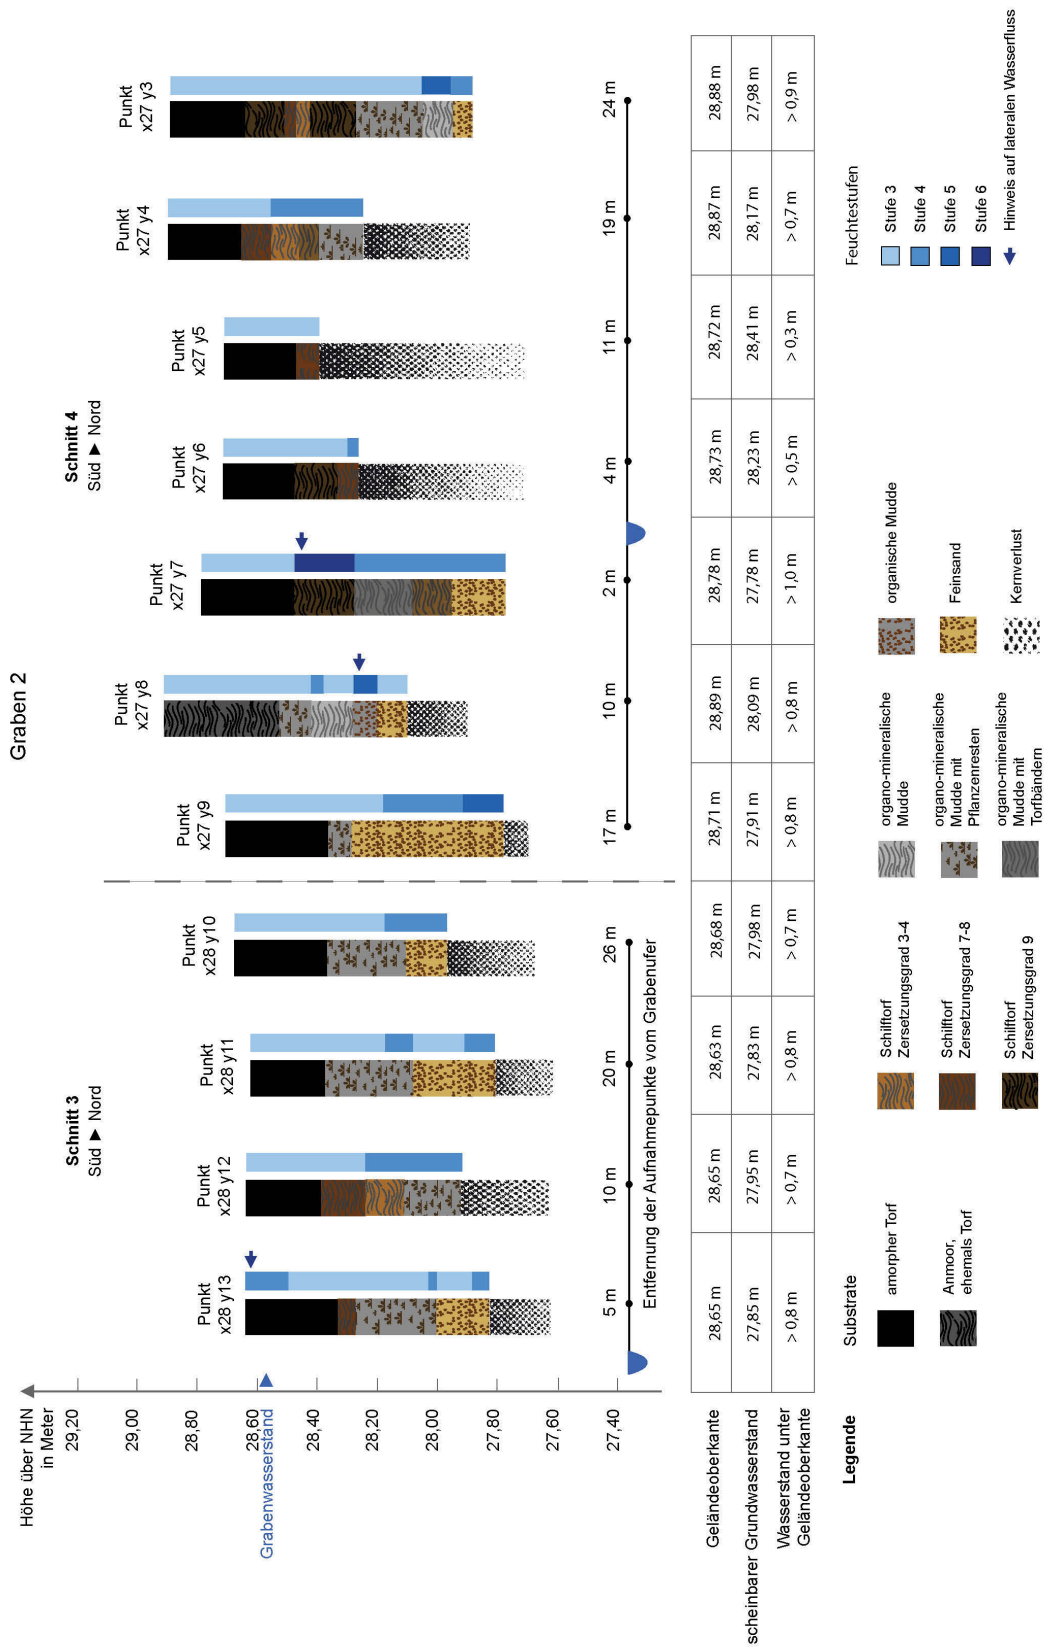 Graben 2
Höhe über NHN
in Meter
Schnitt 3
Süd ► Nord
Schnitt 4
Süd ► Nord
Punkt
x28 y13
Punkt
x28 y12
Punkt
x28 y11
Punkt
x28 y10
Punkt
x27 y9
Punkt
x27 y8
Punkt
x27 y7
Punkt
x27 y6
Punkt
x27 y5
Punkt
x27 y4
Punkt
x27 y3
29,20
29,00
28,80
28,60
Grabenwasserstand
28,40
28,20
28,00
27,80
27,60
27,40
5 m 10 m 20 m 26 m 17 m 10 m 2 m 4 m 11 m 19 m 24 m
Entfernung der Aufnahmepunkte vom Grabenufer
Geländeoberkante 28,65 m 28,65 m 28,63 m 28,68 m 28,71 m 28,89 m 28,78 m 28,73 m 28,72 m 28,87 m 28,88 m
scheinbarer Grundwasserstand 27,85 m 27,95 m 27,83 m 27,98 m 27,91 m 28,09 m 27,78 m 28,23 m 28,41 m 28,17 m 27,98 m
Wasserstand unter
Geländeoberkante
> 0,8 m > 0,7 m > 0,8 m > 0,7 m > 0,8 m > 0,8 m > 1,0 m > 0,5 m > 0,3 m > 0,7 m > 0,9 m
Legende
Substrate
amorpher Torf
Anmoor,
ehemals Torf
Schilftorf
Zersetzungsgrad 3-4
Schilftorf
Zersetzungsgrad 7-8
Schilftorf
Zersetzungsgrad 9
organo-mineralische
Mudde
organo-mineralische
Mudde mit
Pflanzenresten
organo-mineralische
Mudde mit
Torfbändern
organische Mudde
Feinsand
Kernverlust
Feuchtestufen
Stufe 3
Stufe 4
Stufe 5
Stufe 6
Hinweis auf lateralen Wasserfluss